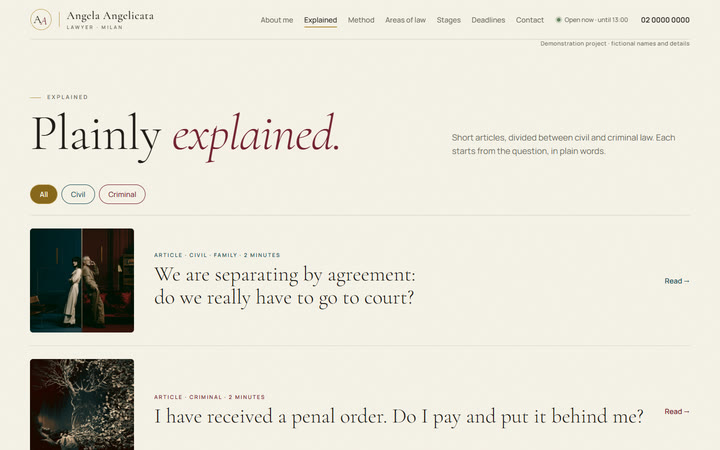 AA
Angela Angelicata
LAWYER · MILAN
About me
Explained
Method
Areas of law
Stages
Deadlines
Contact
Open now · until 13:00
02 0000 0000
Demonstration project · fictional names and details
EXPLAINED
Plainly explained.
Short articles, divided between civil and criminal law. Each
starts from the question, in plain words.
All
Civil
Criminal
ARTICLE · CIVIL · FAMILY · 2 MINUTES
We are separating by agreement:
do we really have to go to court?
Read →
ARTICLE · CRIMINAL · 2 MINUTES
I have received a penal order. Do I pay and put it behind me?
Read →